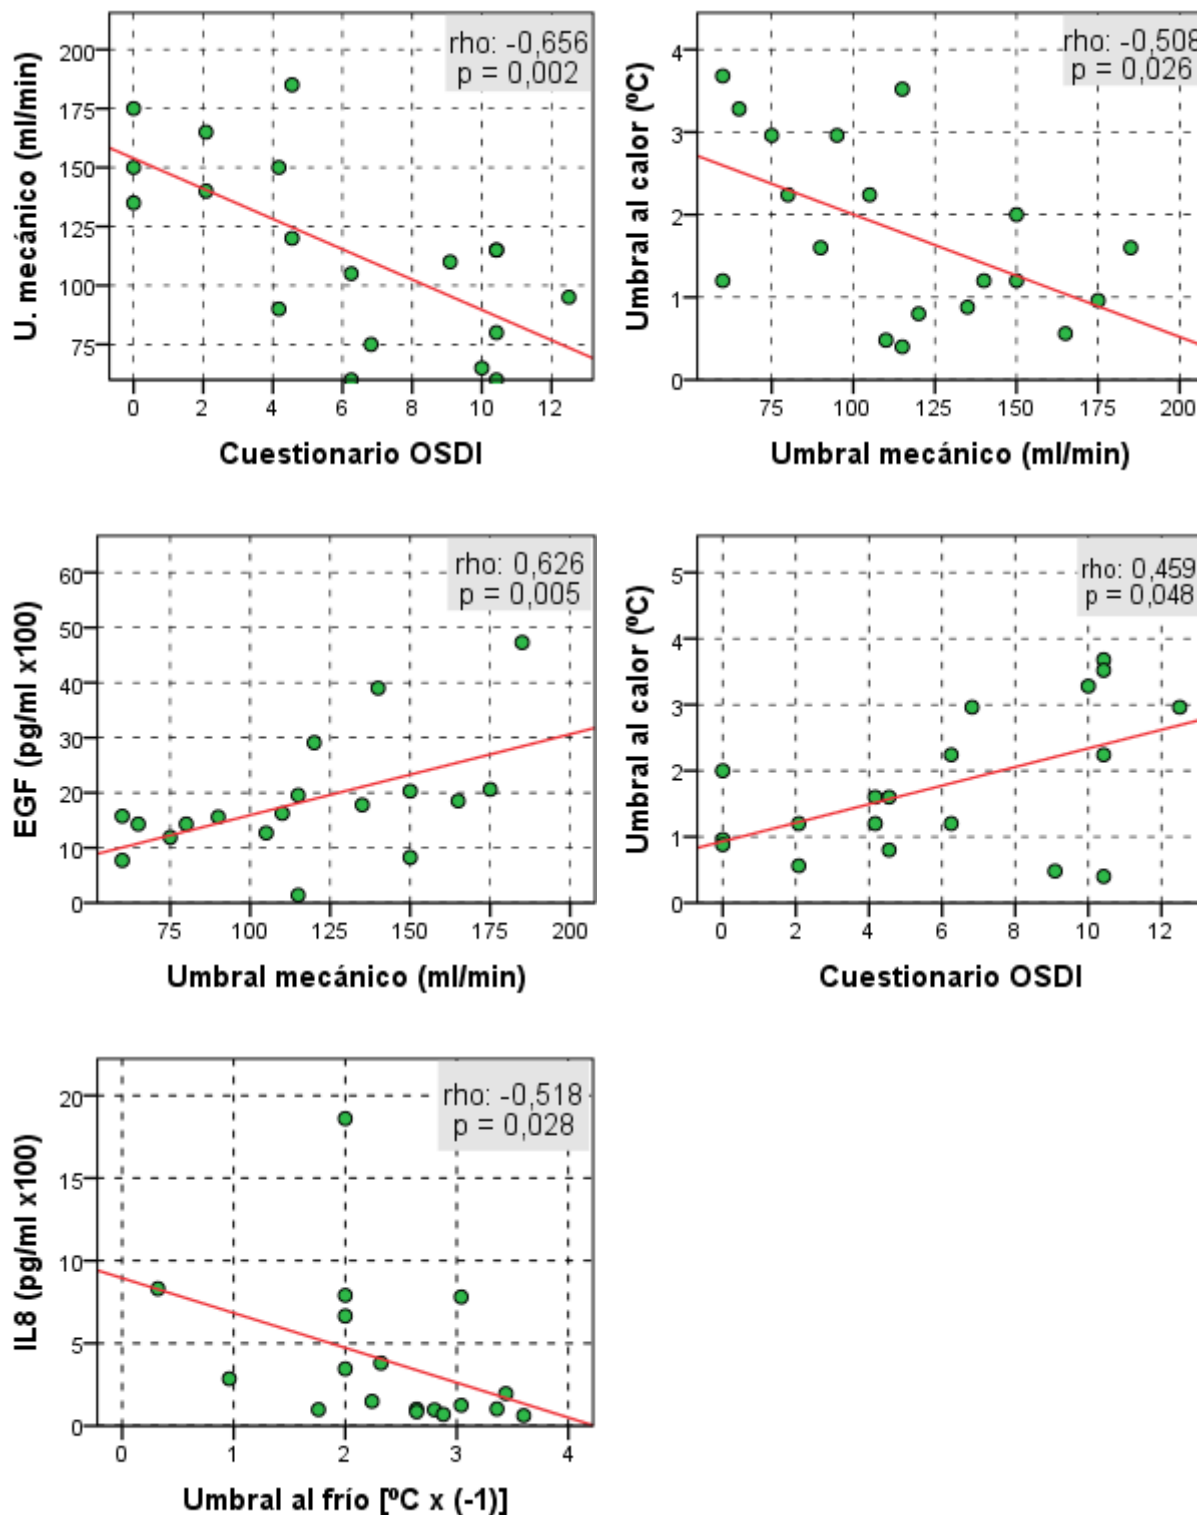 rho: -0,656
p = 0,002
U. mecánico (ml/min)
200
175
150
125
100
75
0 2 4 6 8 10 12
Cuestionario OSDI
rho: -0,508
p = 0,026
Umbral al calor (ºC)
4
3
2
1
0
75 100 125 150 175 200
Umbral mecánico (ml/min)
rho: 0,626
p = 0,005
EGF (pg/ml x100)
60
50
40
30
20
10
0
75 100 125 150 175 200
Umbral mecánico (ml/min)
rho: 0,459
p = 0,048
Umbral al calor (ºC)
5
4
3
2
1
0
0 2 4 6 8 10 12
Cuestionario OSDI
rho: -0,518
p = 0,028
IL8 (pg/ml x100)
20
15
10
5
0
0 1 2 3 4
Umbral al frío [ºC x (-1)]